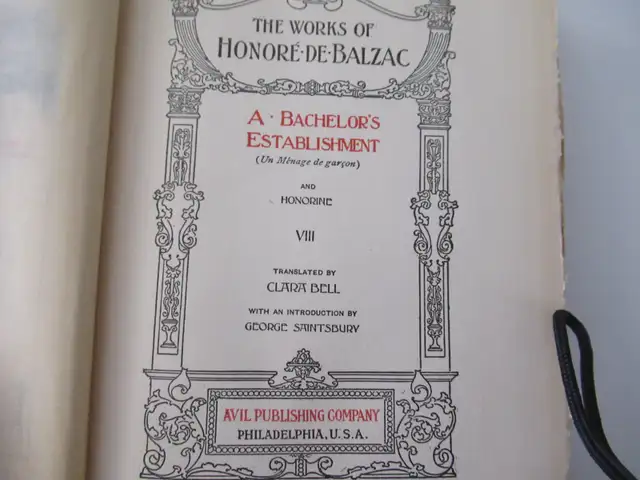 THE WORKS OF
HONORÉ·DE·BALZAC
A · BACHELOR'S
ESTABLISHMENT
(Un Ménage de garçon)
AND
HONORINE
VIII
TRANSLATED BY
CLARA BELL
WITH AN INTRODUCTION BY
GEORGE SAINTSBURY
AVIL PUBLISHING COMPANY
PHILADELPHIA, U.S.A.